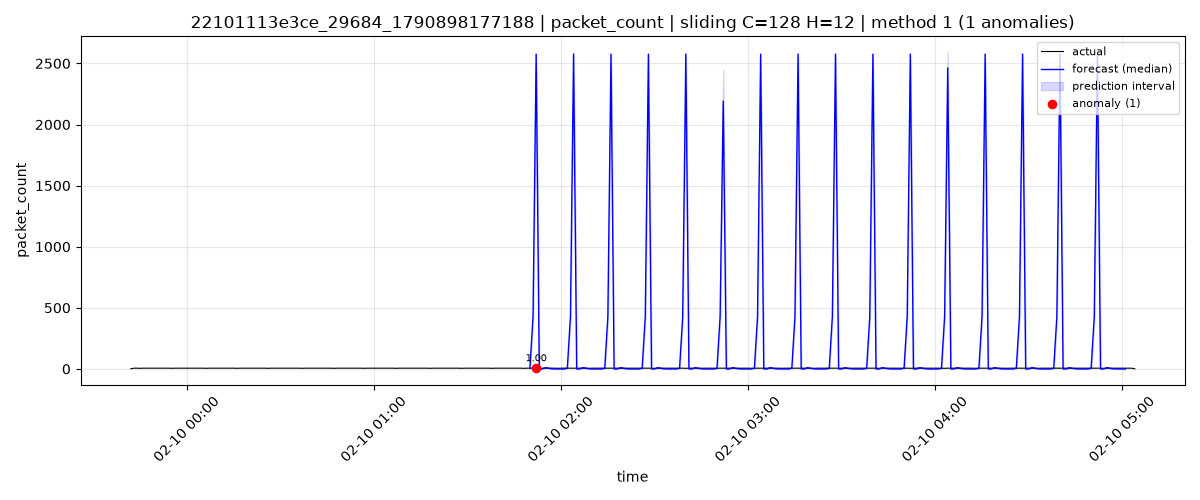 22101113e3ce_29684_1790898177188 | packet_count | sliding C=128 H=12 | method 1 (1 anomalies)
packet_count
2500
2000
1500
1000
500
0
actual
forecast (median)
prediction interval
anomaly (1)
1.00
02-10 00:00
02-10 01:00
02-10 02:00
02-10 03:00
02-10 04:00
02-10 05:00
time